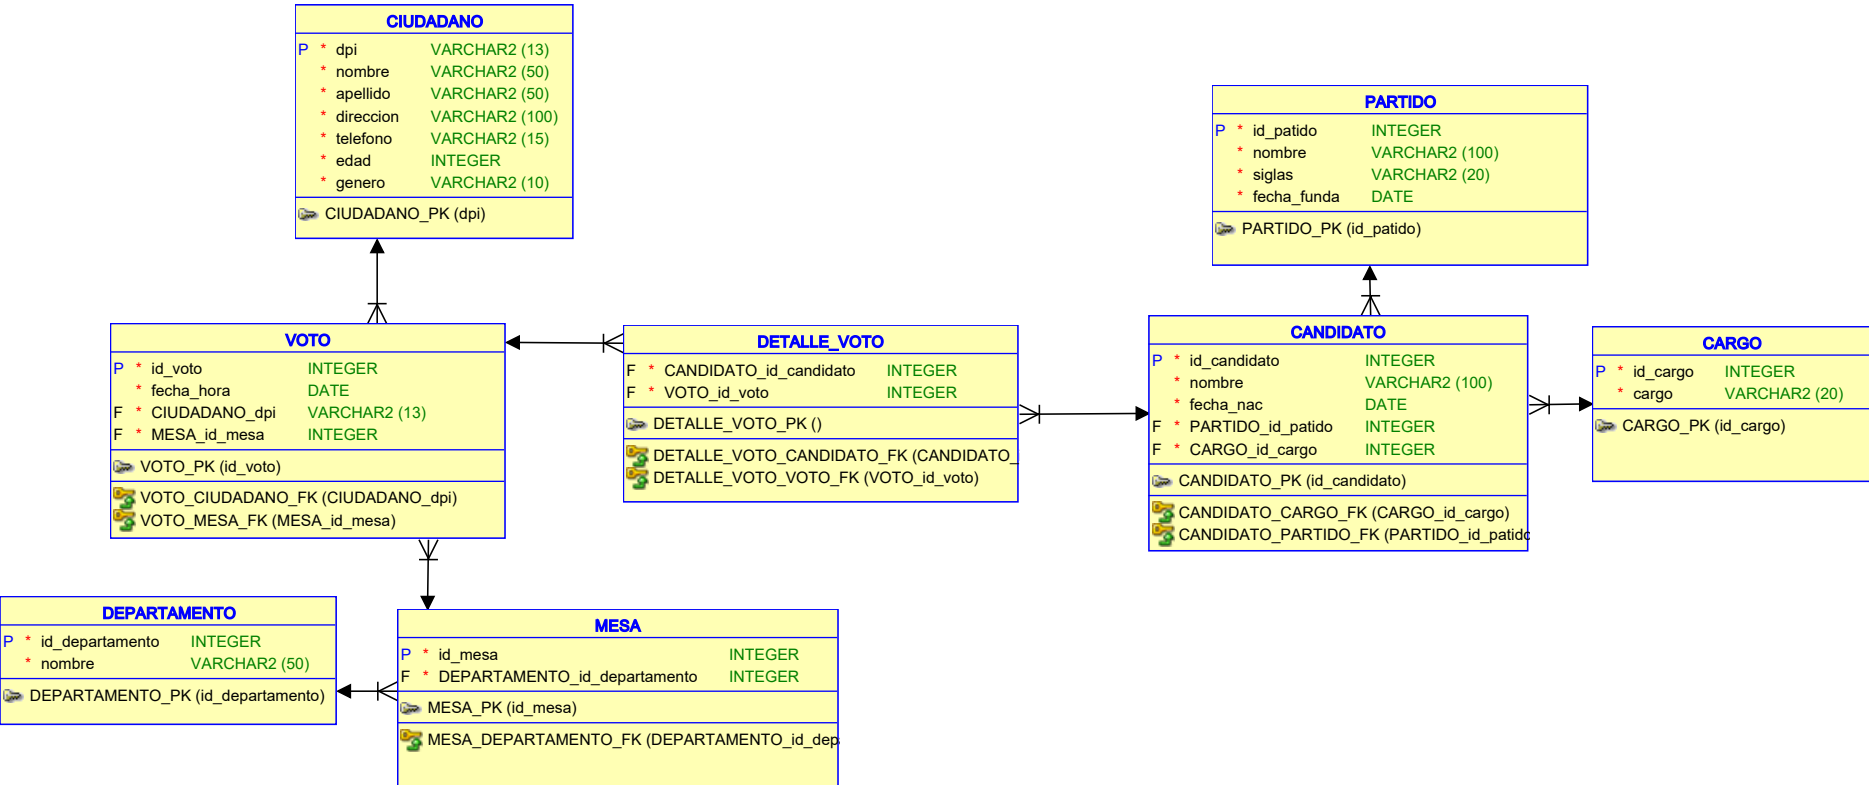 CIUDADANO
P * dpi VARCHAR2 (13)
* nombre VARCHAR2 (50)
* apellido VARCHAR2 (50)
* direccion VARCHAR2 (100)
* telefono VARCHAR2 (15)
* edad INTEGER
* genero VARCHAR2 (10)
CIUDADANO_PK (dpi)
PARTIDO
P * id_patido INTEGER
* nombre VARCHAR2 (100)
* siglas VARCHAR2 (20)
* fecha_funda DATE
PARTIDO_PK (id_patido)
VOTO
P * id_voto INTEGER
* fecha_hora DATE
F * CIUDADANO_dpi VARCHAR2 (13)
F * MESA_id_mesa INTEGER
VOTO_PK (id_voto)
VOTO_CIUDADANO_FK (CIUDADANO_dpi)
VOTO_MESA_FK (MESA_id_mesa)
DETALLE_VOTO
F * CANDIDATO_id_candidato INTEGER
F * VOTO_id_voto INTEGER
DETALLE_VOTO_PK ()
DETALLE_VOTO_CANDIDATO_FK (CANDIDATO_
DETALLE_VOTO_VOTO_FK (VOTO_id_voto)
CANDIDATO
P * id_candidato INTEGER
* nombre VARCHAR2 (100)
* fecha_nac DATE
F * PARTIDO_id_patido INTEGER
F * CARGO_id_cargo INTEGER
CANDIDATO_PK (id_candidato)
CANDIDATO_CARGO_FK (CARGO_id_cargo)
CANDIDATO_PARTIDO_FK (PARTIDO_id_patido
CARGO
P * id_cargo INTEGER
* cargo VARCHAR2 (20)
CARGO_PK (id_cargo)
DEPARTAMENTO
P * id_departamento INTEGER
* nombre VARCHAR2 (50)
DEPARTAMENTO_PK (id_departamento)
MESA
P * id_mesa INTEGER
F * DEPARTAMENTO_id_departamento INTEGER
MESA_PK (id_mesa)
MESA_DEPARTAMENTO_FK (DEPARTAMENTO_id_dep